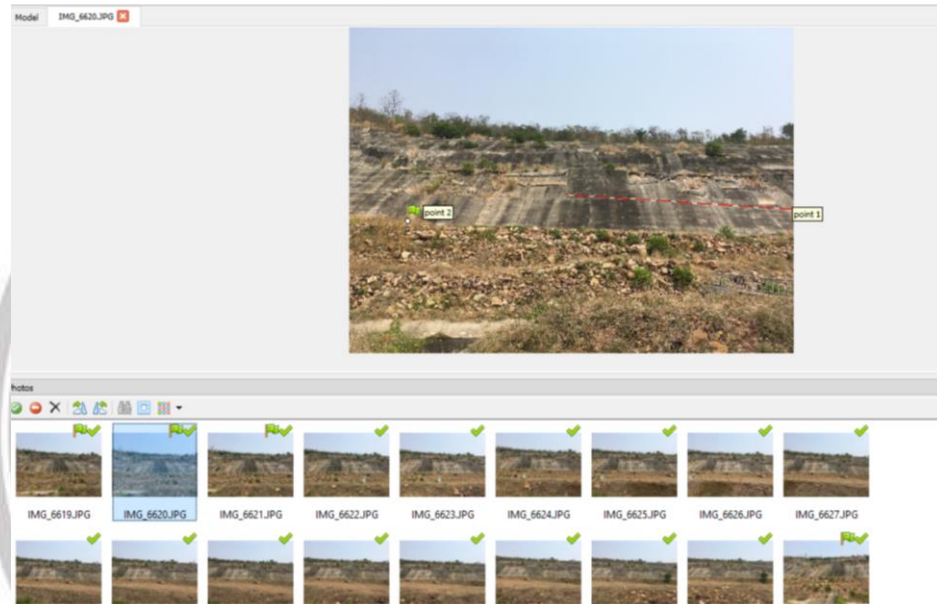 Model IMG_6620.JPG
point 2
point 1
hotos
IMG_6619.JPG IMG_6620.JPG IMG_6621.JPG IMG_6622.JPG IMG_6623.JPG IMG_6624.JPG IMG_6625.JPG IMG_6626.JPG IMG_6627.JPG